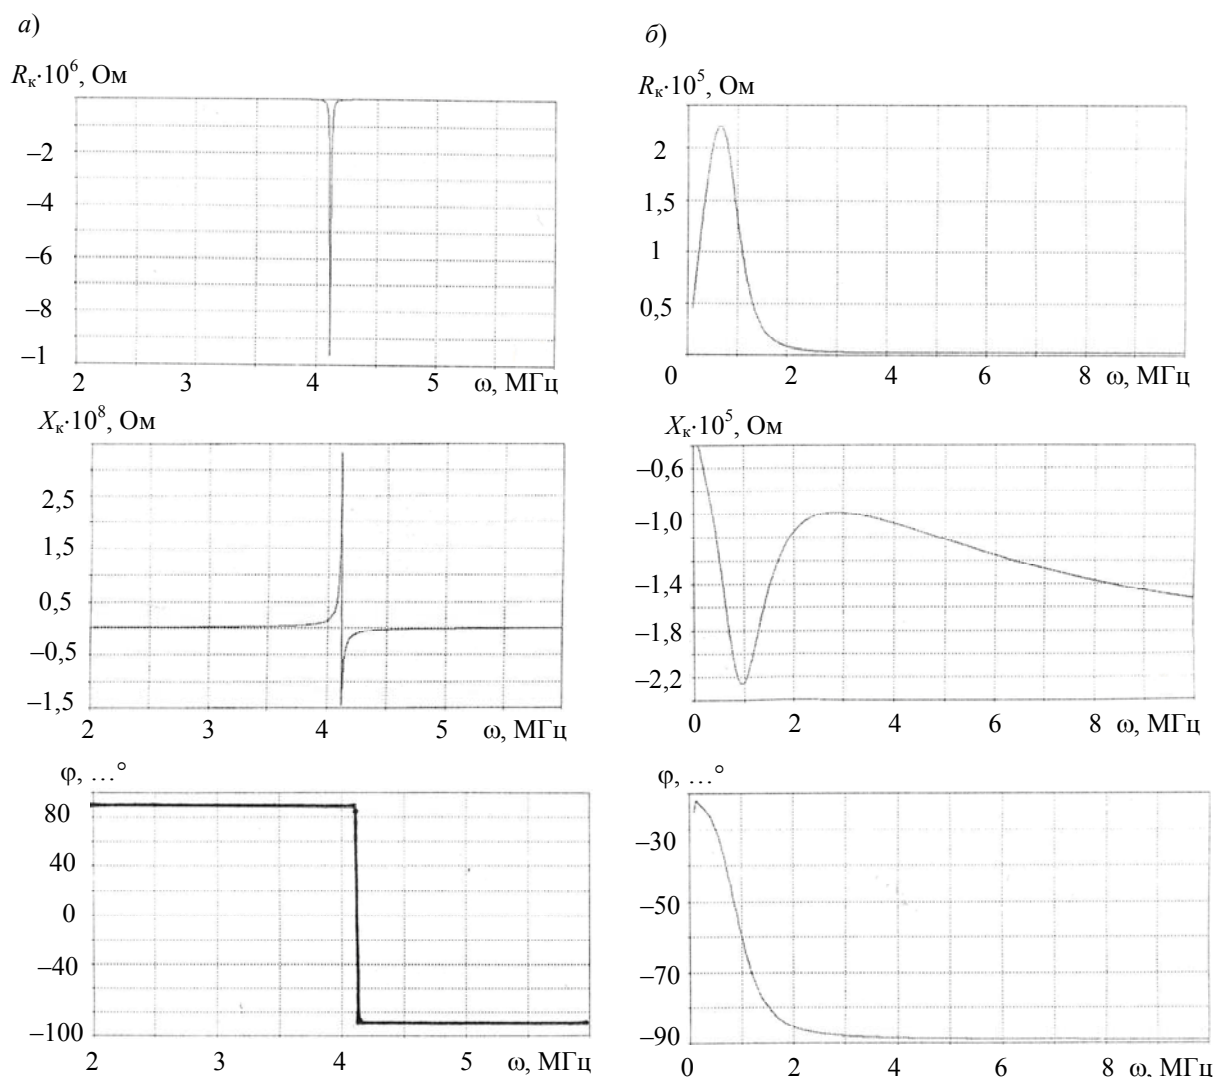 а)
R_к·10^6, Ом
–2
–4
–6
–8
–1
2 3 4 5 ω, МГц
X_к·10^8, Ом
2,5
1,5
0,5
–0,5
–1,5
2 3 4 5 ω, МГц
φ, …°
80
40
0
–40
–100
2 3 4 5 ω, МГц
б)
R_к·10^5, Ом
2
1,5
1
0,5
0 2 4 6 8 ω, МГц
X_к·10^5, Ом
–0,6
–1,0
–1,4
–1,8
–2,2
0 2 4 6 8 ω, МГц
φ, …°
–30
–50
–70
–90
0 2 4 6 8 ω, МГц